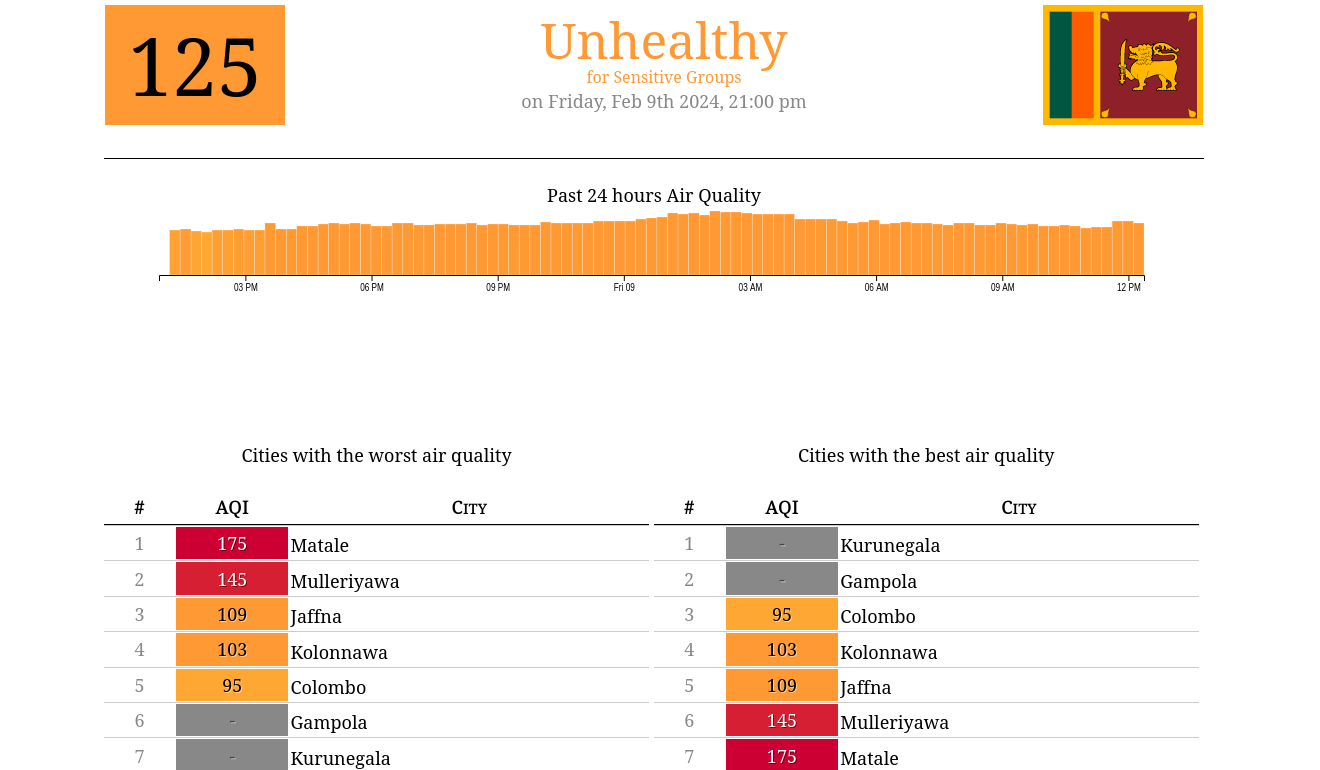 125
Unhealthy
for Sensitive Groups
on Friday, Feb 9th 2024, 21:00 pm
Past 24 hours Air Quality
03 PM 06 PM 09 PM Fri 09 03 AM 06 AM 09 AM 12 PM
Cities with the worst air quality
# AQI City
1 175 Matale
2 145 Mulleriyawa
3 109 Jaffna
4 103 Kolonnawa
5 95 Colombo
6 - Gampola
7 - Kurunegala
Cities with the best air quality
# AQI City
1 - Kurunegala
2 - Gampola
3 95 Colombo
4 103 Kolonnawa
5 109 Jaffna
6 145 Mulleriyawa
7 175 Matale